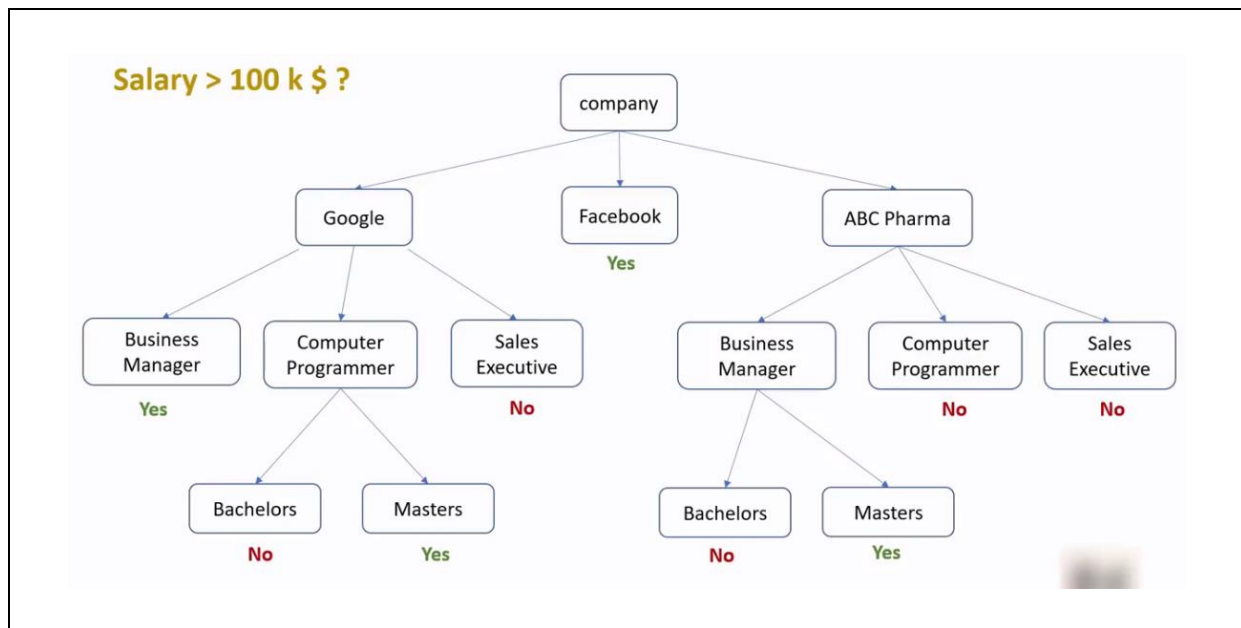 Salary > 100 k $ ?
company
Google
Facebook
ABC Pharma
Yes
Business
Manager
Computer
Programmer
Sales
Executive
Business
Manager
Computer
Programmer
Sales
Executive
Yes
No
No
No
Bachelors
Masters
Bachelors
Masters
No
Yes
No
Yes